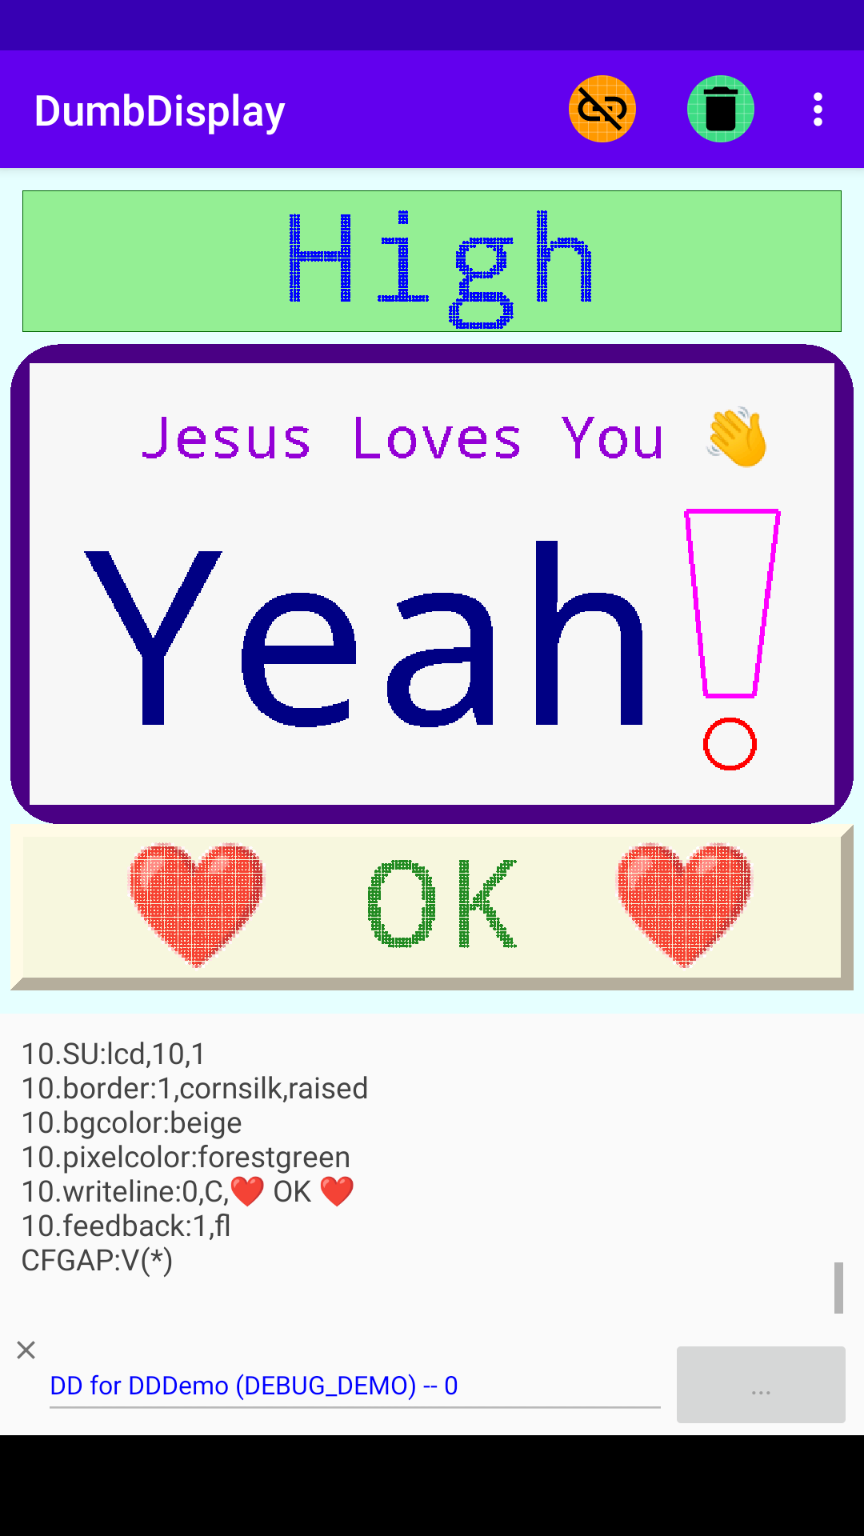 DumbDisplay
High
Jesus Loves You 👋
Yeah!
❤️ OK ❤️
10.SU:lcd,10,1
10.border:1,cornsilk,raised
10.bgcolor:beige
10.pixelcolor:forestgreen
10.writeline:0,C,❤️ OK ❤️
10.feedback:1,fl
CFGAP:V(*)
DD for DDDemo (DEBUG_DEMO) -- 0
...